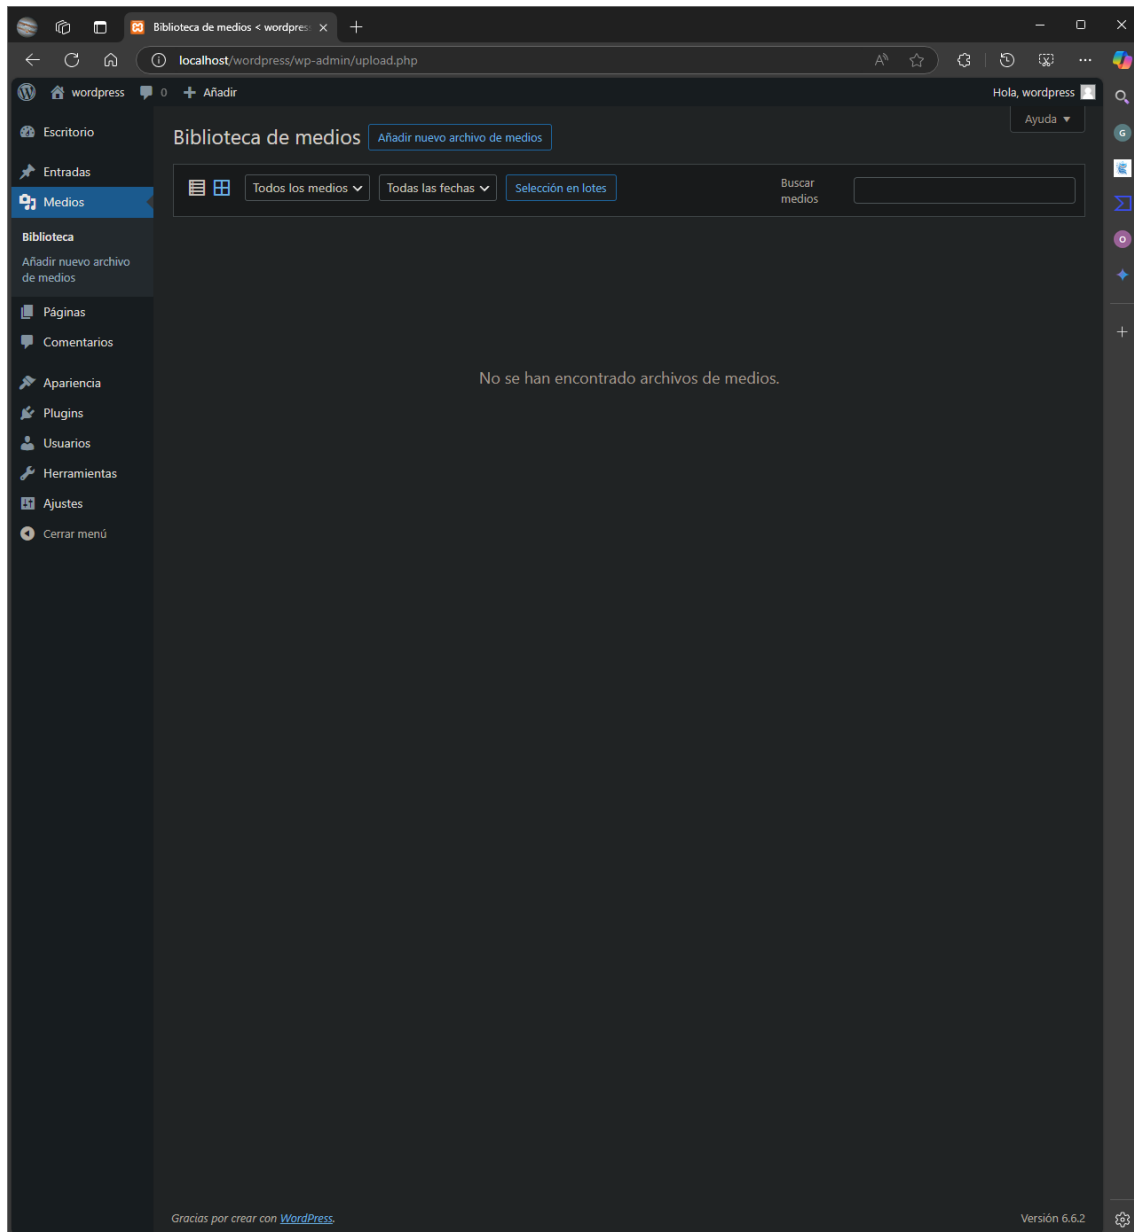 Biblioteca de medios < wordpres
localhost/wordpress/wp-admin/upload.php
wordpress 0 Añadir Hola, wordpress
Ayuda
Escritorio
Entradas
Medios
Biblioteca
Añadir nuevo archivo
de medios
Páginas
Comentarios
Apariencia
Plugins
Usuarios
Herramientas
Ajustes
Cerrar menú
Biblioteca de medios Añadir nuevo archivo de medios
Todos los medios Todas las fechas Selección en lotes
Buscar
medios
No se han encontrado archivos de medios.
Gracias por crear con WordPress. Versión 6.6.2
G
O